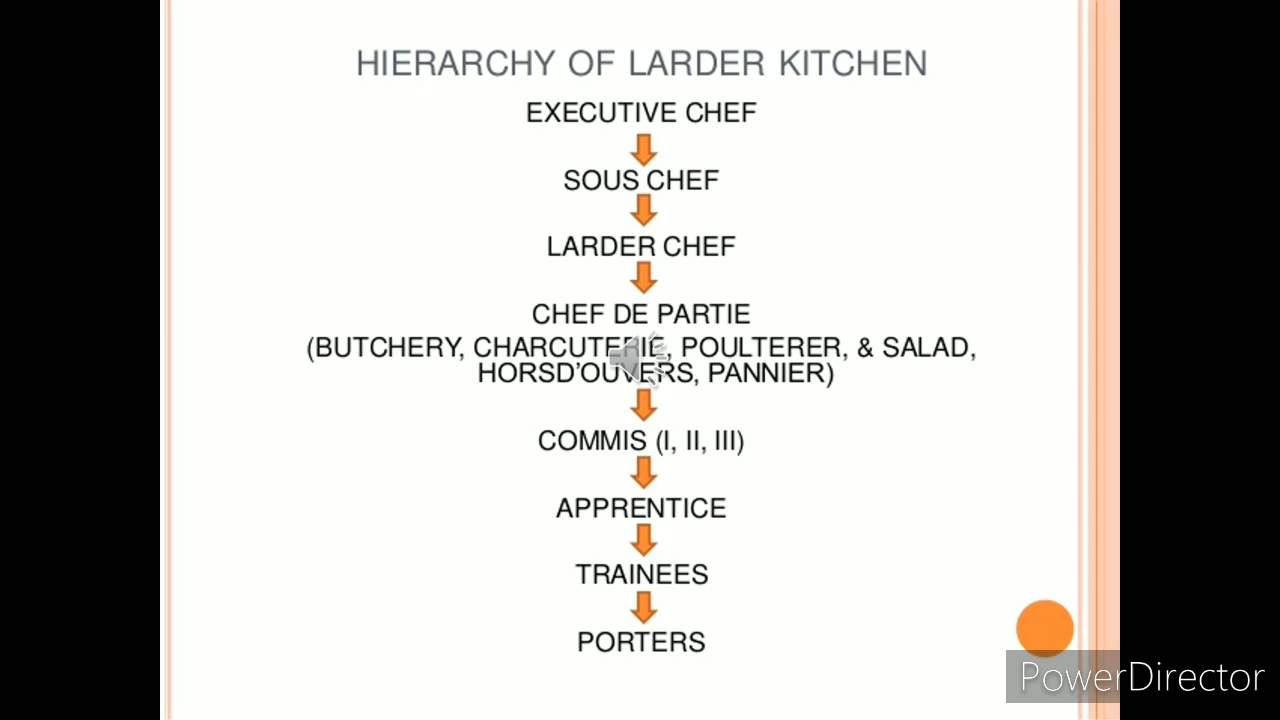 HIERARCHY OF LARDER KITCHEN
EXECUTIVE CHEF
SOUS CHEF
LARDER CHEF
CHEF DE PARTIE
(BUTCHERY, CHARCUTERIE, POULTERER, & SALAD,
HORSD'OUVERS, PANNIER)
COMMIS (I, II, III)
APPRENTICE
TRAINEES
PORTERS
PowerDirector